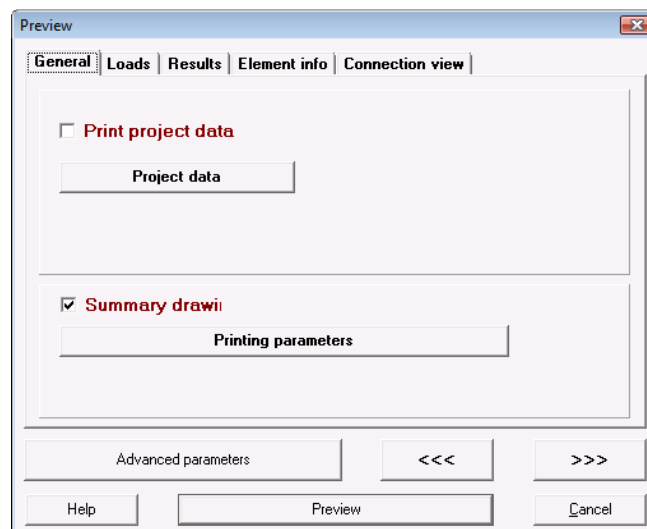 Preview
General Loads Results Element info Connection view
Print project data
Project data
Summary
Printing parameters
Advanced parameters <<< >>>
Help Preview Cancel